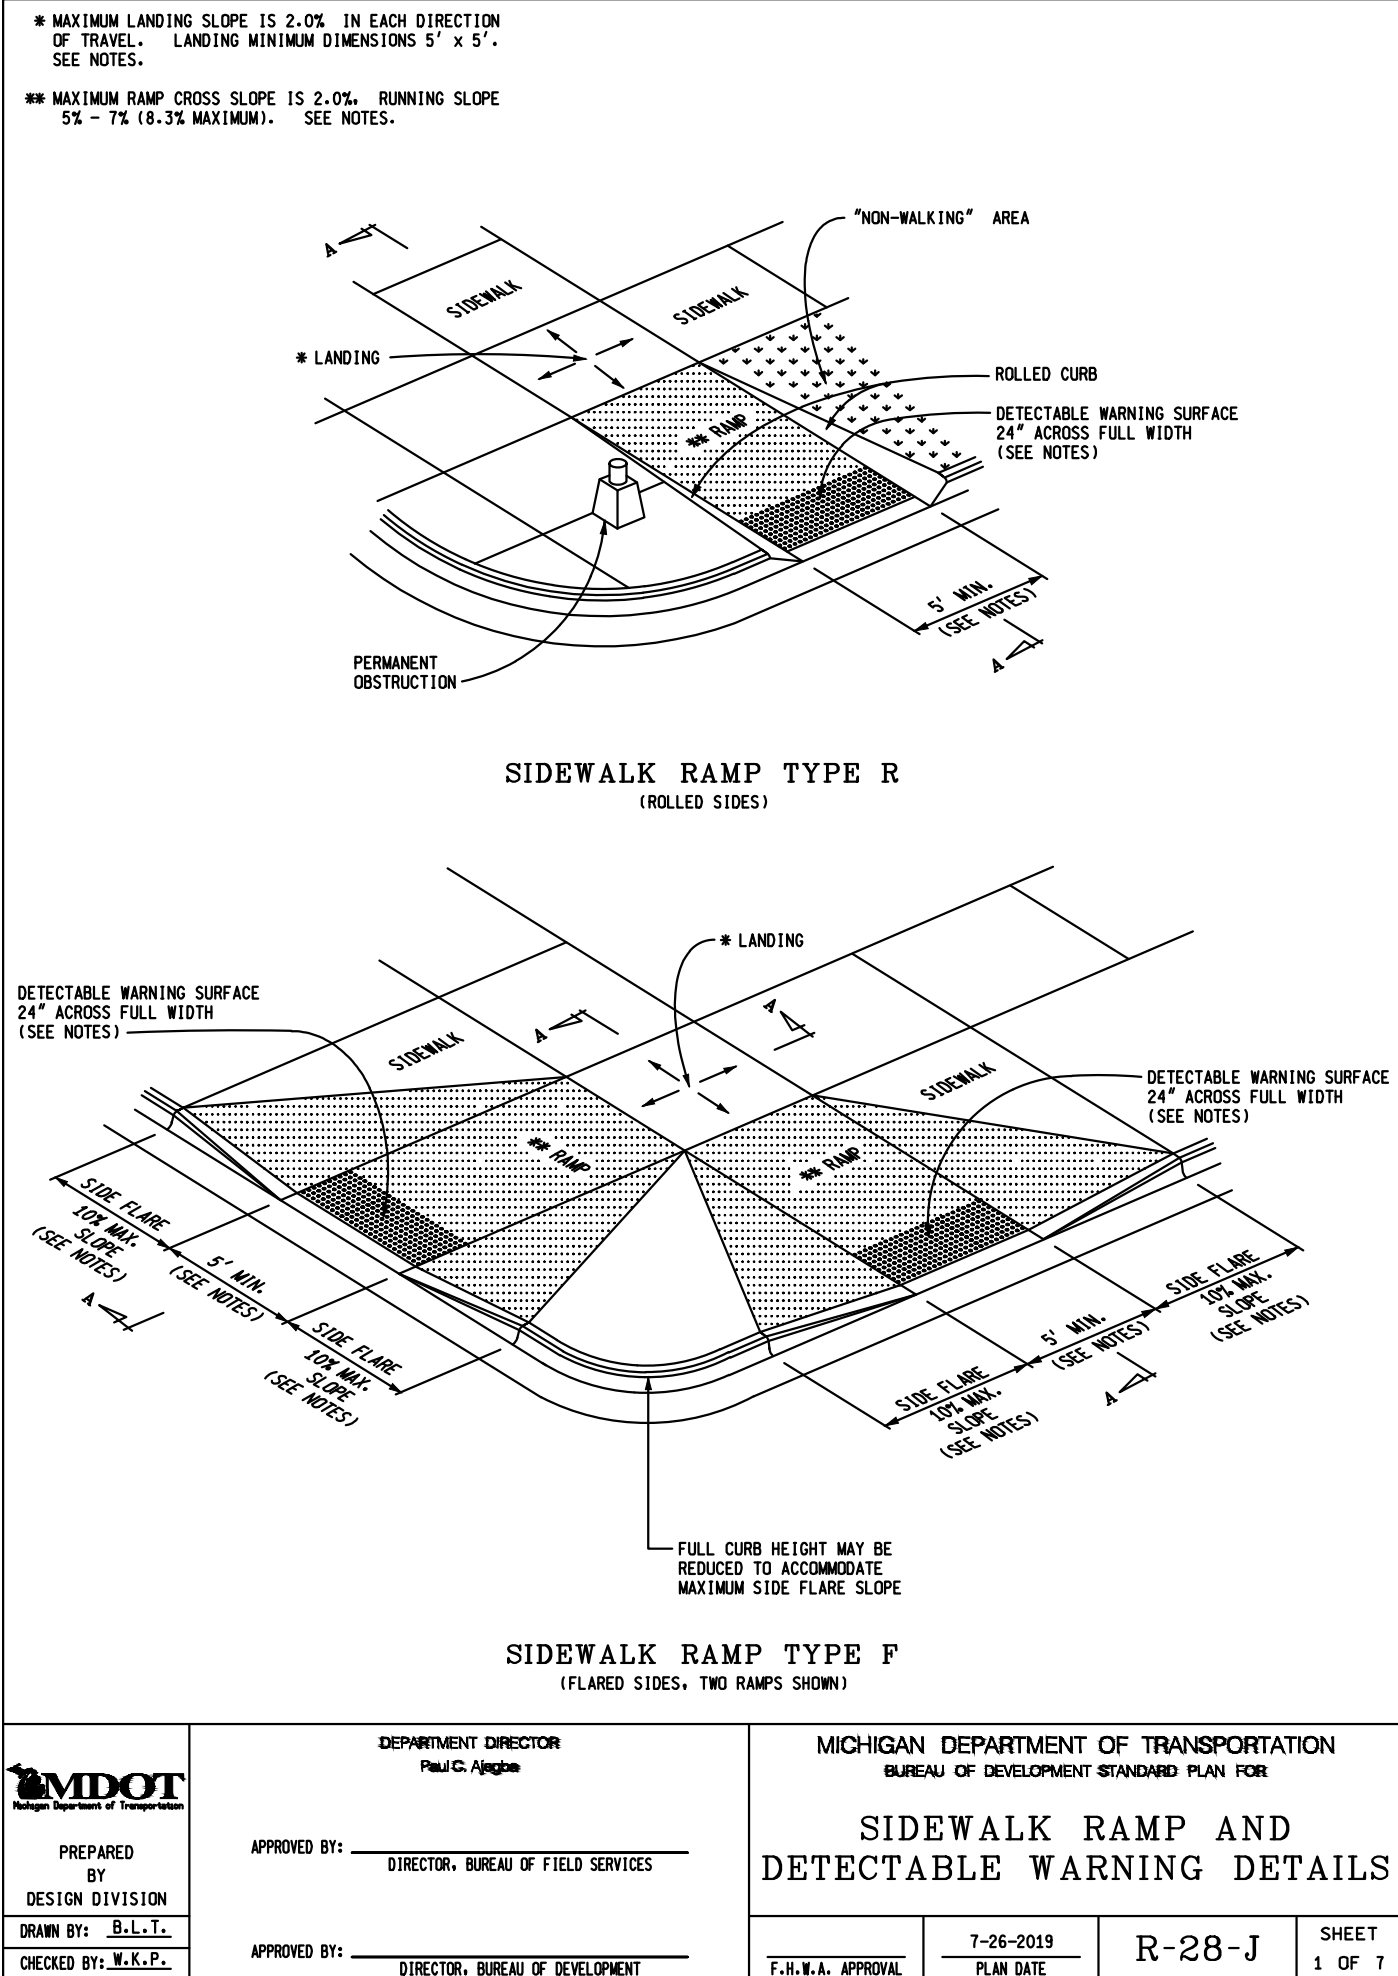 * MAXIMUM LANDING SLOPE IS 2.0% IN EACH DIRECTION
OF TRAVEL. LANDING MINIMUM DIMENSIONS 5' x 5'.
SEE NOTES.
** MAXIMUM RAMP CROSS SLOPE IS 2.0%. RUNNING SLOPE
5% - 7% (8.3% MAXIMUM). SEE NOTES.
"NON-WALKING" AREA
A
SIDEWALK
SIDEWALK
* LANDING
ROLLED CURB
** RAMP
DETECTABLE WARNING SURFACE
24" ACROSS FULL WIDTH
(SEE NOTES)
5' MIN.
(SEE NOTES)
A
PERMANENT
OBSTRUCTION
SIDEWALK RAMP TYPE R
(ROLLED SIDES)
* LANDING
DETECTABLE WARNING SURFACE
24" ACROSS FULL WIDTH
(SEE NOTES)
A
A
SIDEWALK
SIDEWALK
DETECTABLE WARNING SURFACE
24" ACROSS FULL WIDTH
(SEE NOTES)
** RAMP
** RAMP
SIDE FLARE
10% MAX.
SLOPE
(SEE NOTES)
5' MIN.
(SEE NOTES)
A
SIDE FLARE
10% MAX.
SLOPE
(SEE NOTES)
SIDE FLARE
10% MAX.
SLOPE
(SEE NOTES)
5' MIN.
(SEE NOTES)
A
SIDE FLARE
10% MAX.
SLOPE
(SEE NOTES)
FULL CURB HEIGHT MAY BE
REDUCED TO ACCOMMODATE
MAXIMUM SIDE FLARE SLOPE
SIDEWALK RAMP TYPE F
(FLARED SIDES, TWO RAMPS SHOWN)
MDOT
Michigan Department of Transportation
PREPARED
BY
DESIGN DIVISION
DRAWN BY: B.L.T.
CHECKED BY: W.K.P.
DEPARTMENT DIRECTOR
Paul C. Ajegba
APPROVED BY:
DIRECTOR, BUREAU OF FIELD SERVICES
APPROVED BY:
DIRECTOR, BUREAU OF DEVELOPMENT
MICHIGAN DEPARTMENT OF TRANSPORTATION
BUREAU OF DEVELOPMENT STANDARD PLAN FOR
SIDEWALK RAMP AND
DETECTABLE WARNING DETAILS
F.H.W.A. APPROVAL
7-26-2019
PLAN DATE
R-28-J
SHEET
1 OF 7